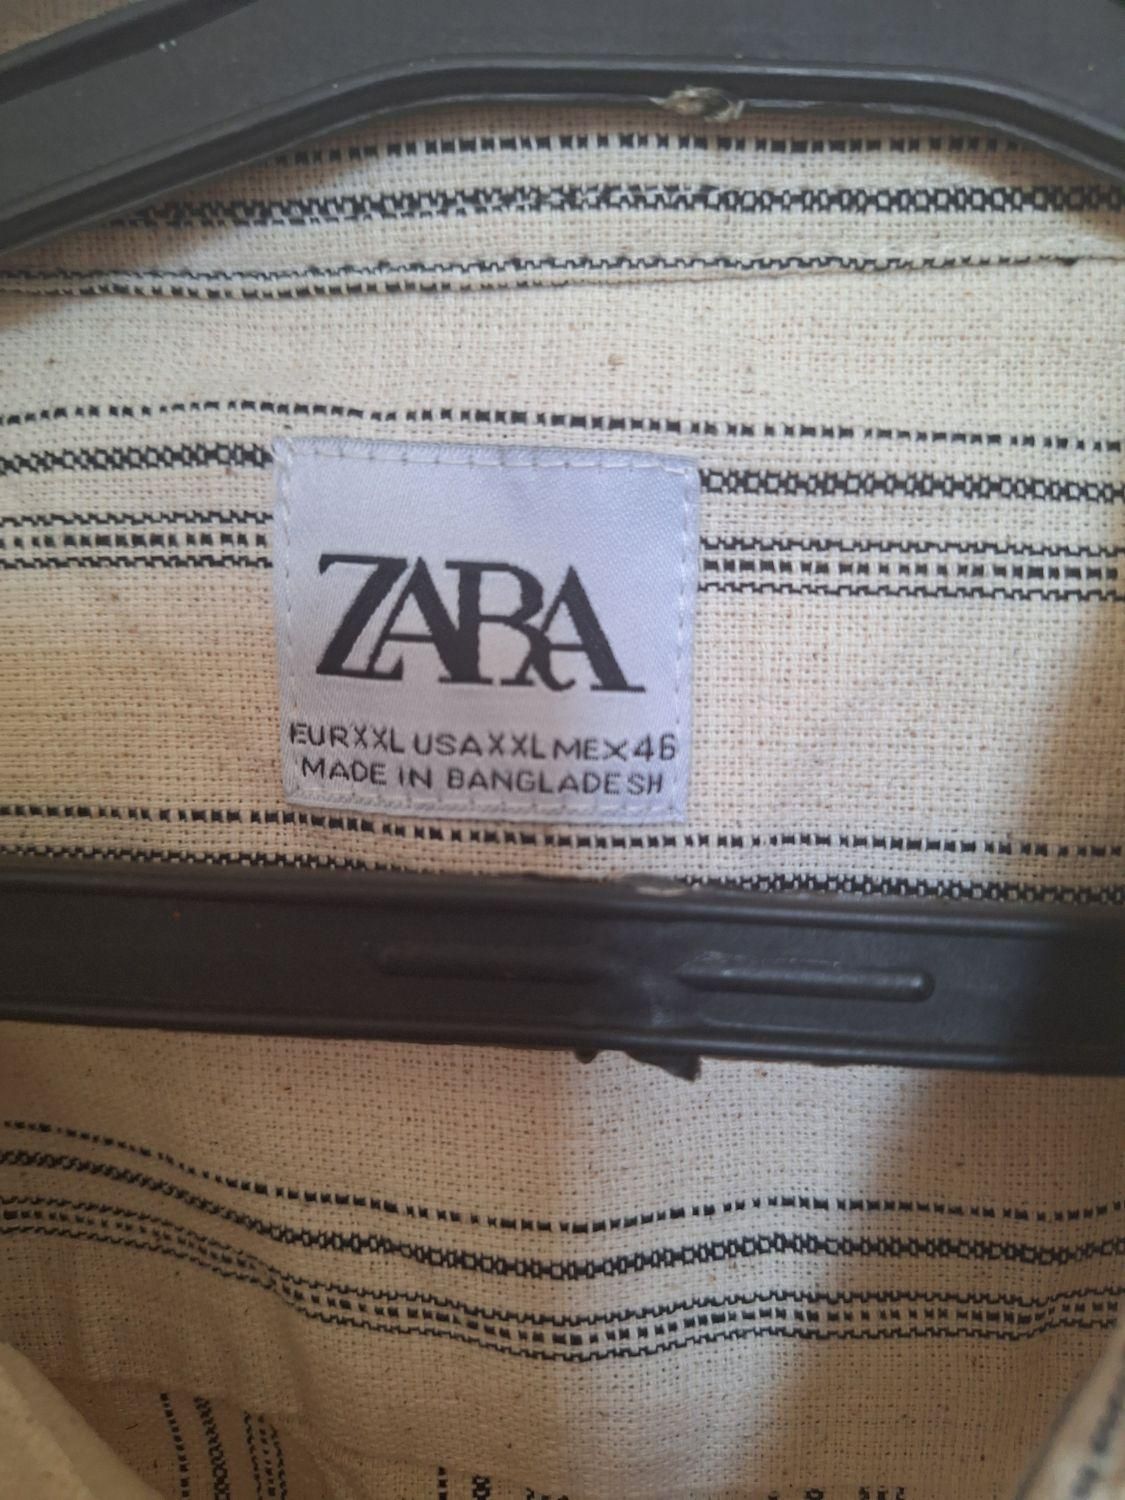 ZARA
EUR XXL USA XXL MEX 46
MADE IN BANGLADESH